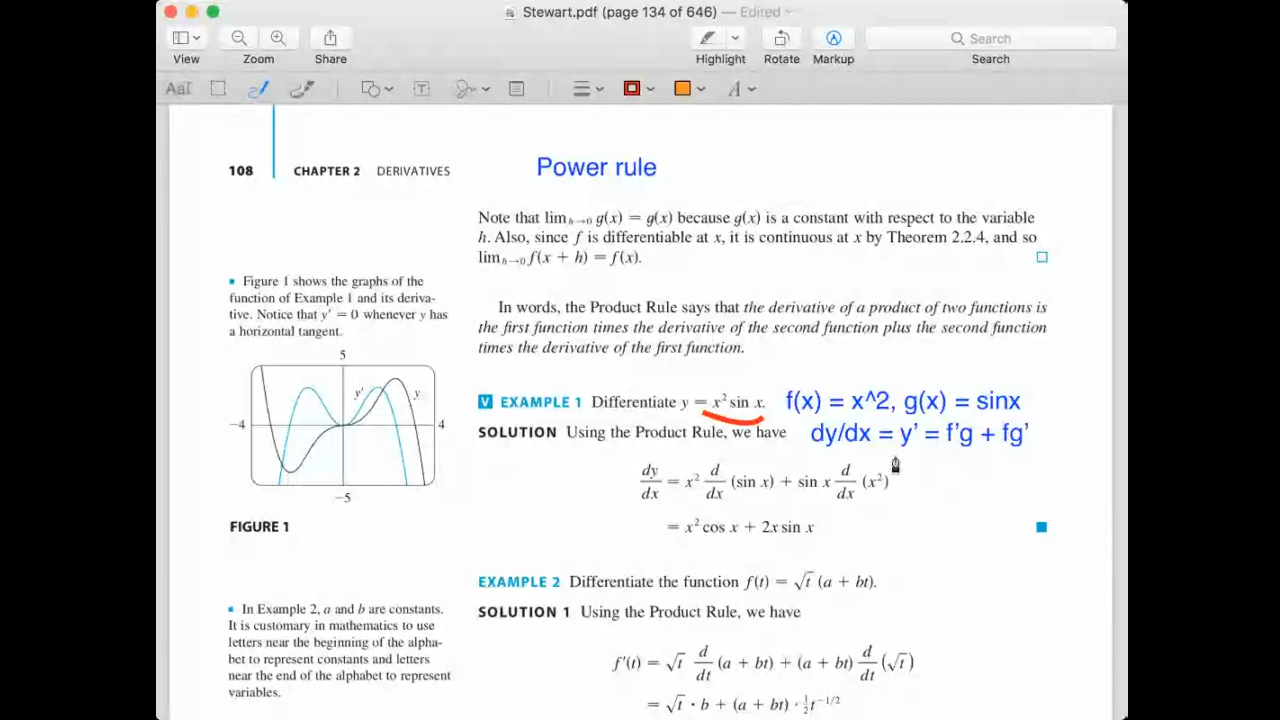 Stewart.pdf (page 134 of 646) — Edited
View Zoom Share Highlight Rotate Markup Search
Search
108 CHAPTER 2 DERIVATIVES
Power rule
Note that lim h→0 g(x) = g(x) because g(x) is a constant with respect to the variable
h. Also, since f is differentiable at x, it is continuous at x by Theorem 2.2.4, and so
lim h→0 f(x + h) = f(x).
In words, the Product Rule says that the derivative of a product of two functions is
the first function times the derivative of the second function plus the second function
times the derivative of the first function.
Figure 1 shows the graphs of the
function of Example 1 and its deriva-
tive. Notice that y′ = 0 whenever y has
a horizontal tangent.
5
y′ y
−4 4
−5
FIGURE 1
V EXAMPLE 1 Differentiate y = x² sin x.
f(x) = x^2, g(x) = sinx
SOLUTION Using the Product Rule, we have
dy/dx = y' = f'g + fg'
dy/dx = x² d/dx (sin x) + sin x d/dx (x²)
= x² cos x + 2x sin x
EXAMPLE 2 Differentiate the function f(t) = √t (a + bt).
SOLUTION 1 Using the Product Rule, we have
f′(t) = √t d/dt (a + bt) + (a + bt) d/dt (√t)
= √t · b + (a + bt) · ½t^−1/2
In Example 2, a and b are constants.
It is customary in mathematics to use
letters near the beginning of the alpha-
bet to represent constants and letters
near the end of the alphabet to represent
variables.